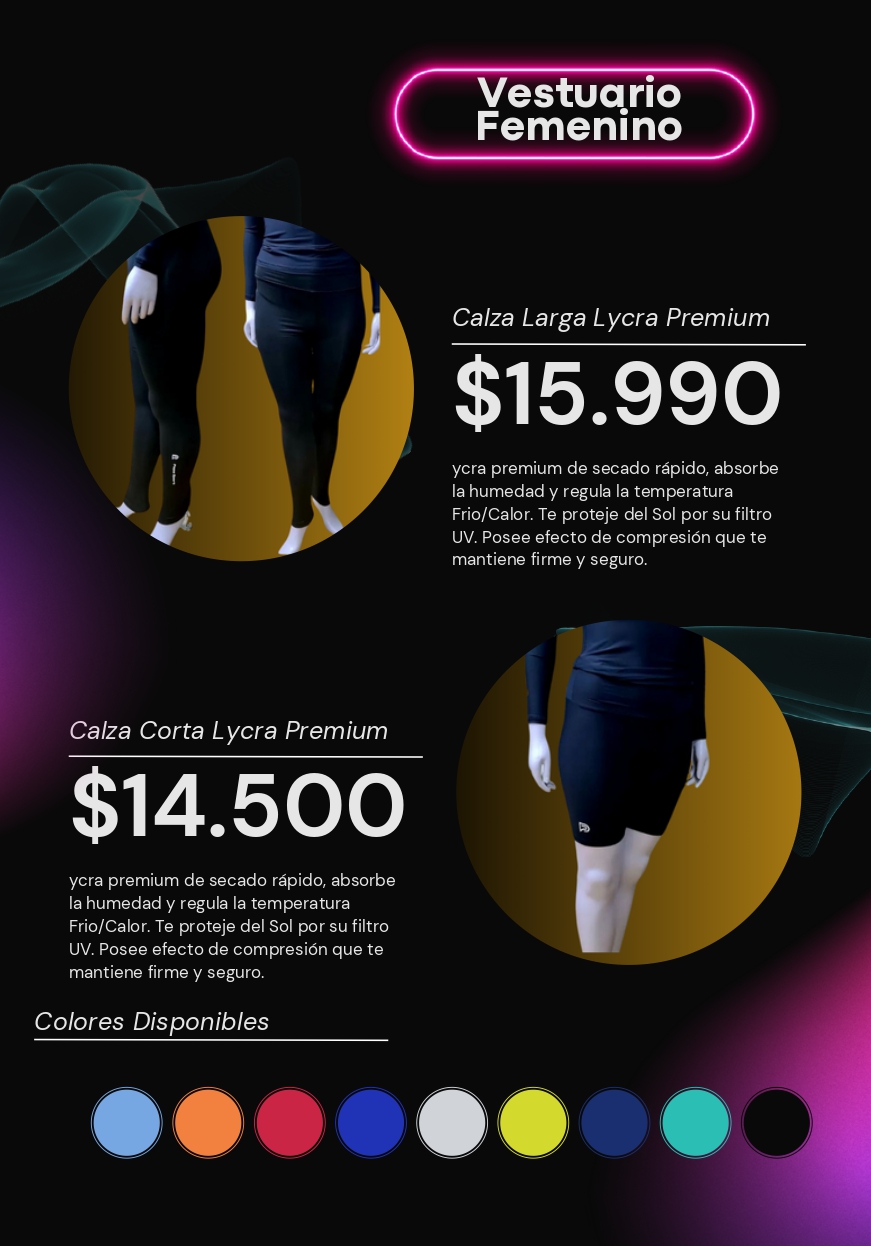 Vestuario
Femenino
Calza Larga Lycra Premium
$15.990
ycra premium de secado rápido, absorbe
la humedad y regula la temperatura
Frio/Calor. Te proteje del Sol por su filtro
UV. Posee efecto de compresión que te
mantiene firme y seguro.
Calza Corta Lycra Premium
$14.500
ycra premium de secado rápido, absorbe
la humedad y regula la temperatura
Frio/Calor. Te proteje del Sol por su filtro
UV. Posee efecto de compresión que te
mantiene firme y seguro.
Colores Disponibles